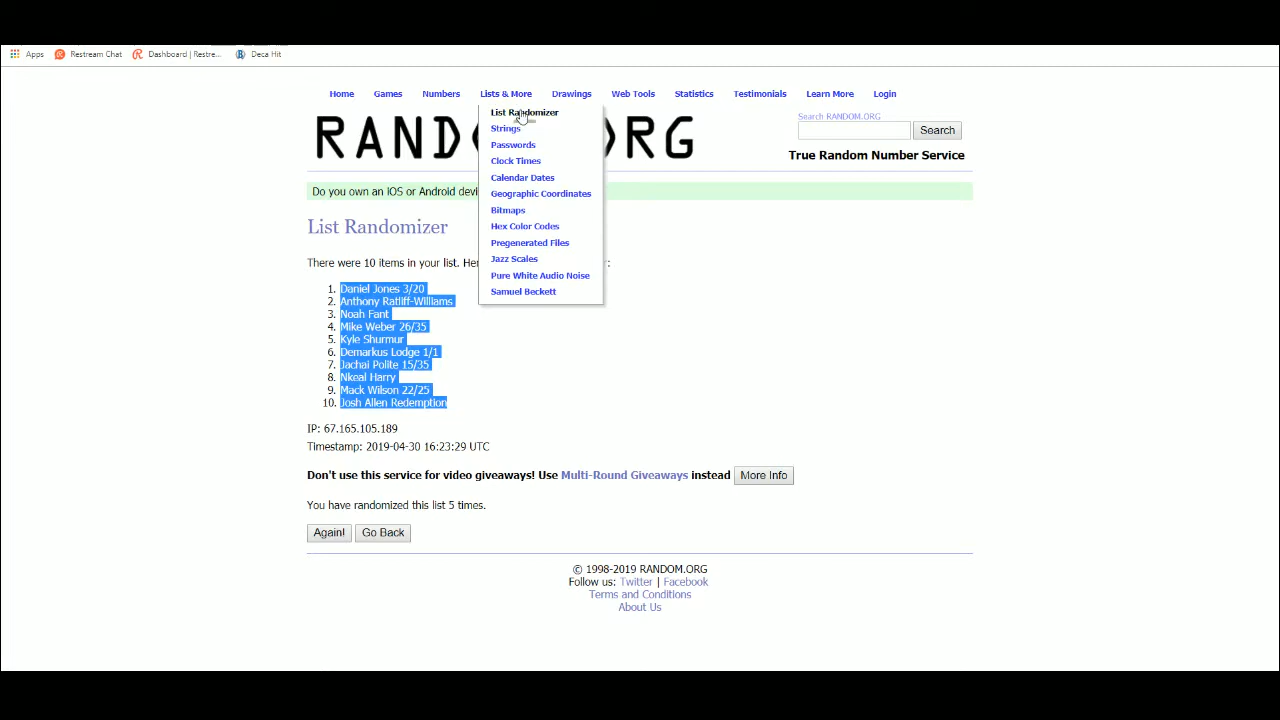 Apps Restream Chat Dashboard | Restre... Deca Hit
Home Games Numbers Lists & More Drawings Web Tools Statistics Testimonials Learn More Login
List Randomizer
Strings
Passwords
Clock Times
Calendar Dates
Geographic Coordinates
Bitmaps
Hex Color Codes
Pregenerated Files
Jazz Scales
Pure White Audio Noise
Samuel Beckett
RAND RG
Search RANDOM.ORG
Search
True Random Number Service
Do you own an iOS or Android devi
List Randomizer
There were 10 items in your list. Her :
1. Daniel Jones 3/20
2. Anthony Ratliff-Williams
3. Noah Fant
4. Mike Weber 26/35
5. Kyle Shurmur
6. Demarkus Lodge 1/1
7. Jachai Polite 15/35
8. Nkeal Harry
9. Mack Wilson 22/25
10. Josh Allen Redemption
IP: 67.165.105.189
Timestamp: 2019-04-30 16:23:29 UTC
Don't use this service for video giveaways! Use Multi-Round Giveaways instead More Info
You have randomized this list 5 times.
Again! Go Back
© 1998-2019 RANDOM.ORG
Follow us: Twitter | Facebook
Terms and Conditions
About Us